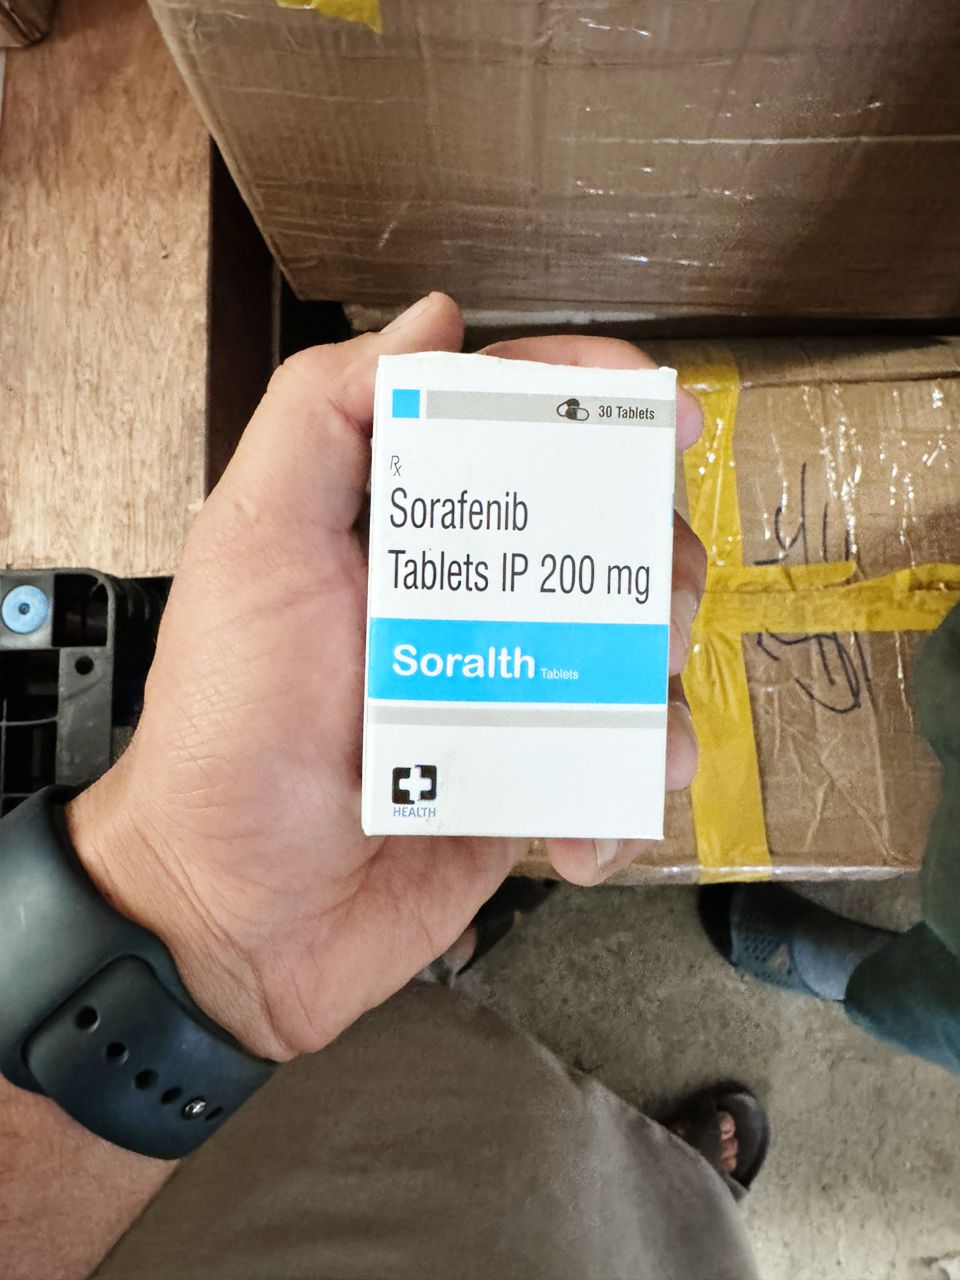 30 Tablets
Rx
Sorafenib
Tablets IP 200 mg
Soralth Tablets
HEALTH